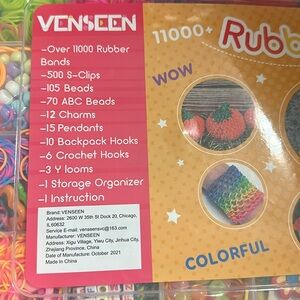 VENSEEN
-Over 11000 Rubber
Bands
-500 S-Clips
-105 Beads
-70 ABC Beads
-12 Charms
-15 Pendants
-10 Backpack Hooks
-6 Crochet Hooks
-3 Y looms
-1 Storage Organizer
-1 Instruction
Brand: VENSEEN
Address: 2600 W 35th St Dock 20, Chicago,
IL60632
Service E-mail: venseensvc@163.com
Manufacturer: VENSEEN
Address: Xigu Village, Yiwu City, Jinhua City,
Zhejiang Province, China
Date of Manufacture: October 2021
Made In China
11000+ Rubb
WOW
COLORFUL